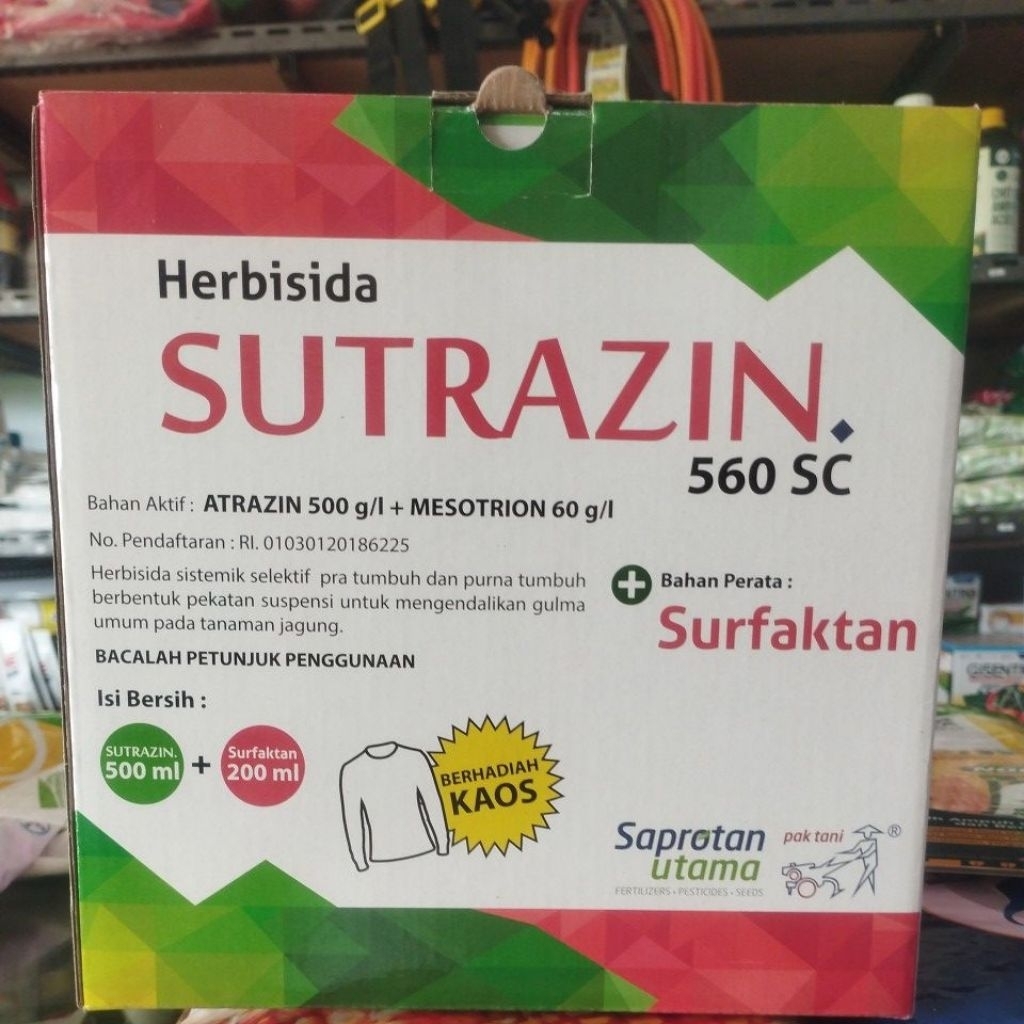 Herbisida
SUTRAZIN.
560 SC
Bahan Aktif : ATRAZIN 500 g/l + MESOTRION 60 g/l
No. Pendaftaran : RI. 01030120186225
Herbisida sistemik selektif pra tumbuh dan purna tumbuh
berbentuk pekatan suspensi untuk mengendalikan gulma
umum pada tanaman jagung.
BACALAH PETUNJUK PENGGUNAAN
+ Bahan Perata :
Surfaktan
Isi Bersih :
SUTRAZIN.
500 ml
+
Surfaktan
200 ml
BERHADIAH
KAOS
Saprotan
utama
FERTILIZERS • PESTICIDES • SEEDS
pak tani ®